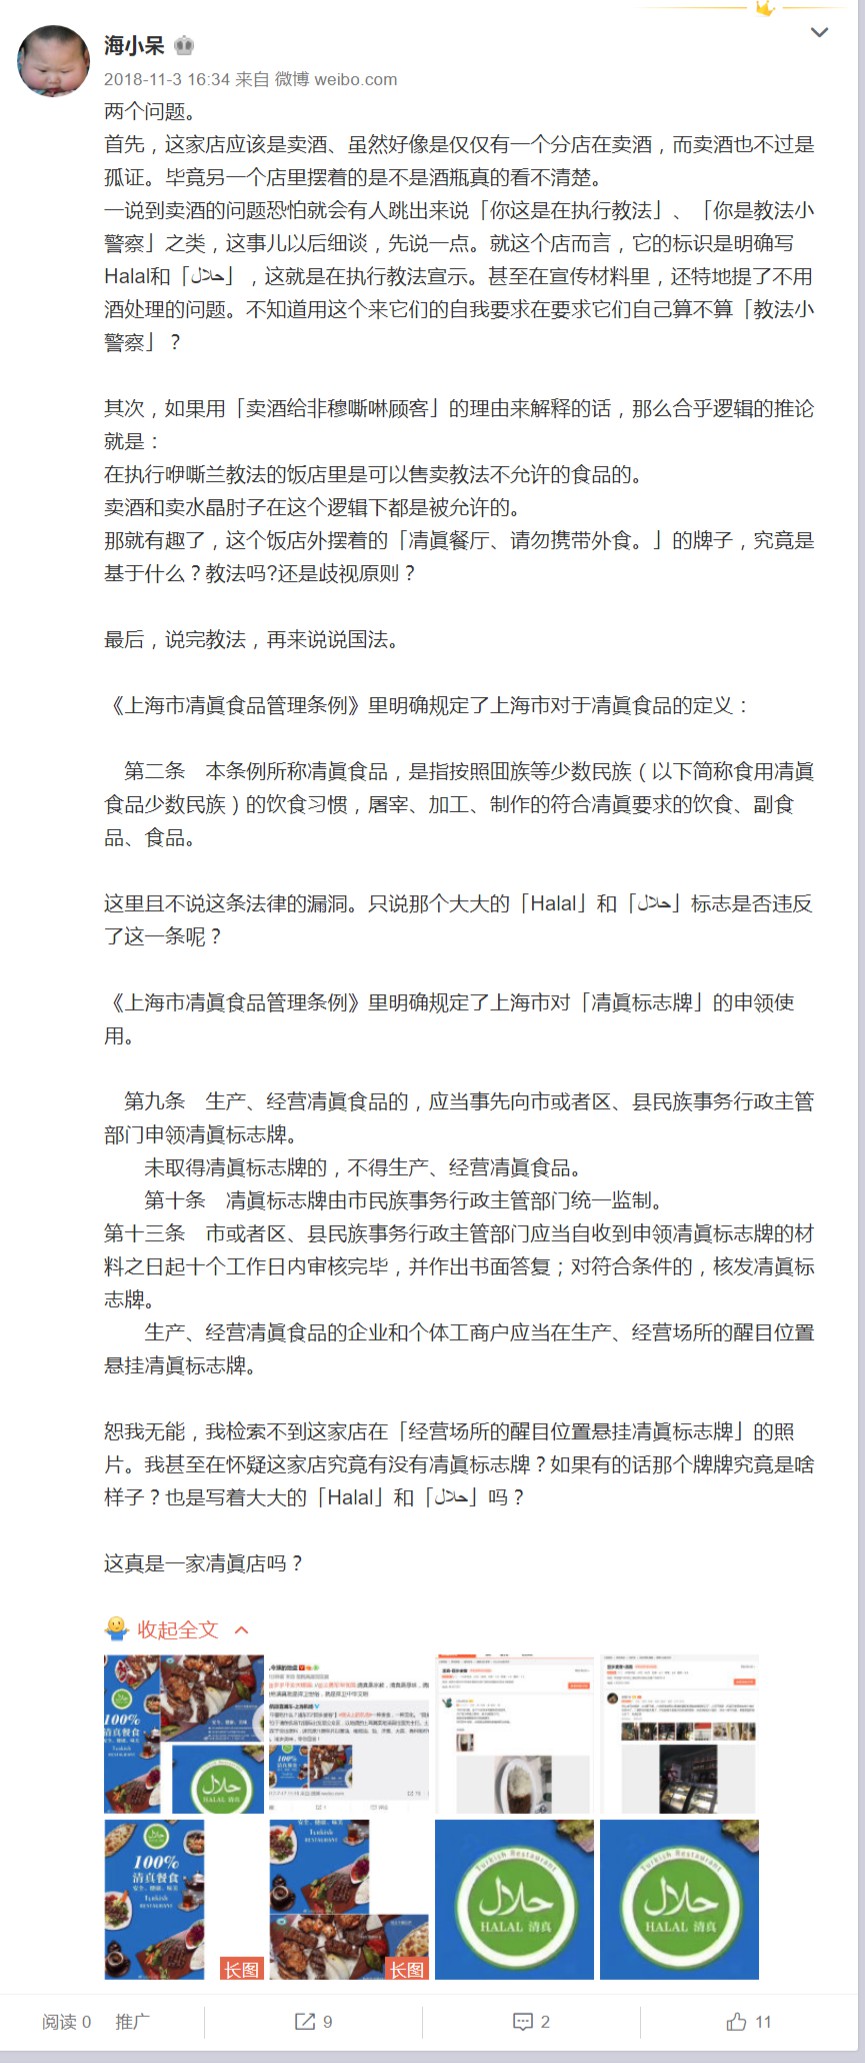 海小呆
2018-11-3 16:34 来自 微博 weibo.com
两个问题。
首先，这家店应该是卖酒、虽然好像是仅仅有一个分店在卖酒，而卖酒也不过是
孤证。毕竟另一个店里摆着的是不是酒瓶真的看不清楚。
一说到卖酒的问题恐怕就会有人跳出来说「你这是在执行教法」、「你是教法小
警察」之类，这事儿以后细谈，先说一点。就这个店而言，它的标识是明确写
Halal和「حلال」，这就是在执行教法宣示。甚至在宣传材料里，还特地提了不用
酒处理的问题。不知道用这个来它们的自我要求在要求它们自己算不算「教法小
警察」？
其次，如果用「卖酒给非穆嘶啉顾客」的理由来解释的话，那么合乎逻辑的推论
就是：
在执行咿嘶兰教法的饭店里是可以售卖教法不允许的食品的。
卖酒和卖水晶肘子在这个逻辑下都是被允许的。
那就有趣了，这个饭店外摆着的「凊眞餐厅、请勿携带外食。」的牌子，究竟是
基于什么？教法吗?还是歧视原则？
最后，说完教法，再来说说国法。
《上海市凊眞食品管理条例》里明确规定了上海市对于凊眞食品的定义：
第二条　本条例所称凊眞食品，是指按照囬族等少数民族（以下简称食用凊眞
食品少数民族）的饮食习惯，屠宰、加工、制作的符合凊眞要求的饮食、副食
品、食品。
这里且不说这条法律的漏洞。只说那个大大的「Halal」和「حلال」标志是否违反
了这一条呢？
《上海市凊眞食品管理条例》里明确规定了上海市对「凊眞标志牌」的申领使
用。
第九条　生产、经营凊眞食品的，应当事先向市或者区、县民族事务行政主管
部门申领凊眞标志牌。
未取得凊眞标志牌的，不得生产、经营凊眞食品。
第十条　凊眞标志牌由市民族事务行政主管部门统一监制。
第十三条　市或者区、县民族事务行政主管部门应当自收到申领凊眞标志牌的材
料之日起十个工作日内审核完毕，并作出书面答复；对符合条件的，核发凊眞标
志牌。
生产、经营凊眞食品的企业和个体工商户应当在生产、经营场所的醒目位置
悬挂凊眞标志牌。
恕我无能，我检索不到这家店在「经营场所的醒目位置悬挂凊眞标志牌」的照
片。我甚至在怀疑这家店究竟有没有凊眞标志牌？如果有的话那个牌牌究竟是啥
样子？也是写着大大的「Halal」和「حلال」吗？
这真是一家凊眞店吗？
收起全文
100%
清真餐食
حلال
HALAL 清真
100%
清真餐食
安全、健康、味美
Turkish
RESTAURANT
长图
Turkish
RESTAURANT
长图
Turkish Restaurant
حلال
HALAL 清真
Turkish Restaurant
حلال
HALAL 清真
阅读 0 推广 9 2 11